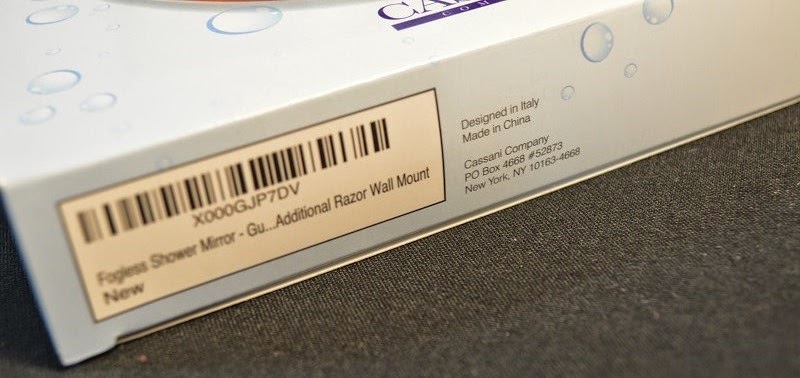 COM
X000GJP7DV
Fogless Shower Mirror - Gu...Additional Razor Wall Mount
New
Designed in Italy
Made in China
Cassani Company
PO Box 4668 #52873
New York, NY 10163-4668